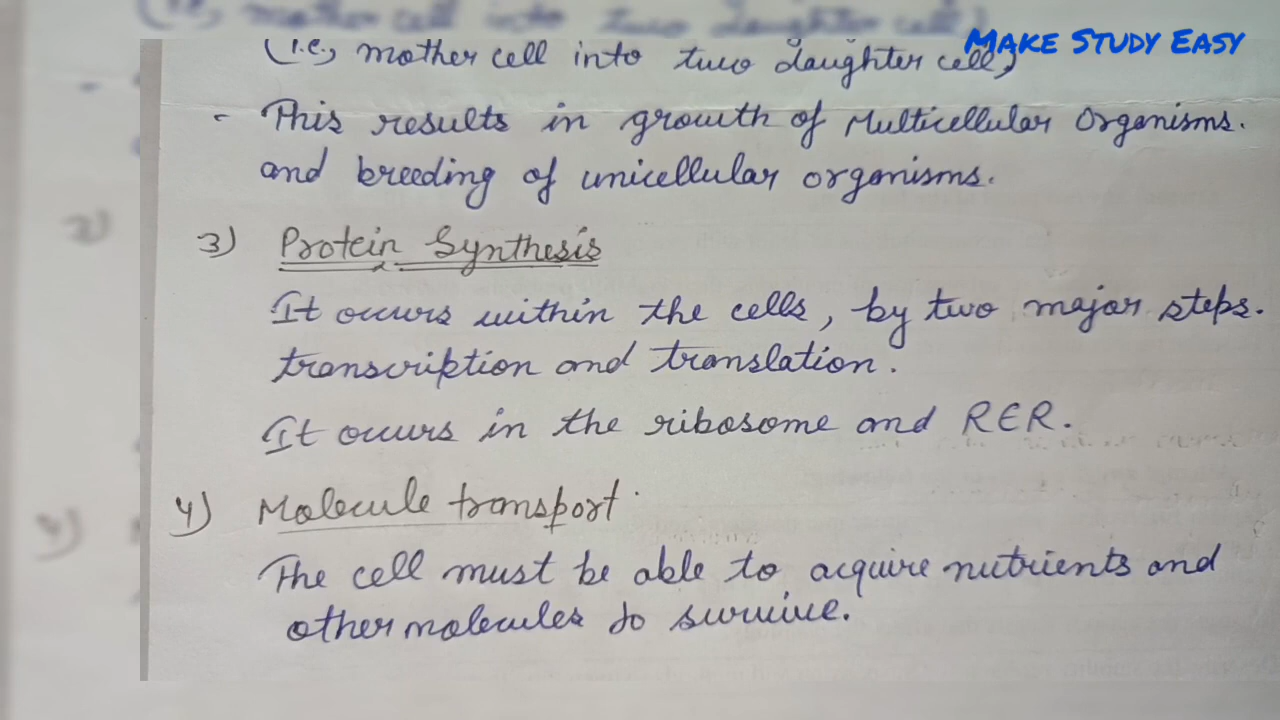 MAKE STUDY EASY
(i.e., mother cell into two daughter cell)
- This results in growth of Multicellular Organisms.
and breeding of unicellular organisms.
3) Protein Synthesis
It occurs within the cells, by two major steps.
transcription and translation.
It occurs in the ribosome and RER.
4) Molecule transport.
The cell must be able to acquire nutrients and
other molecules to survive.